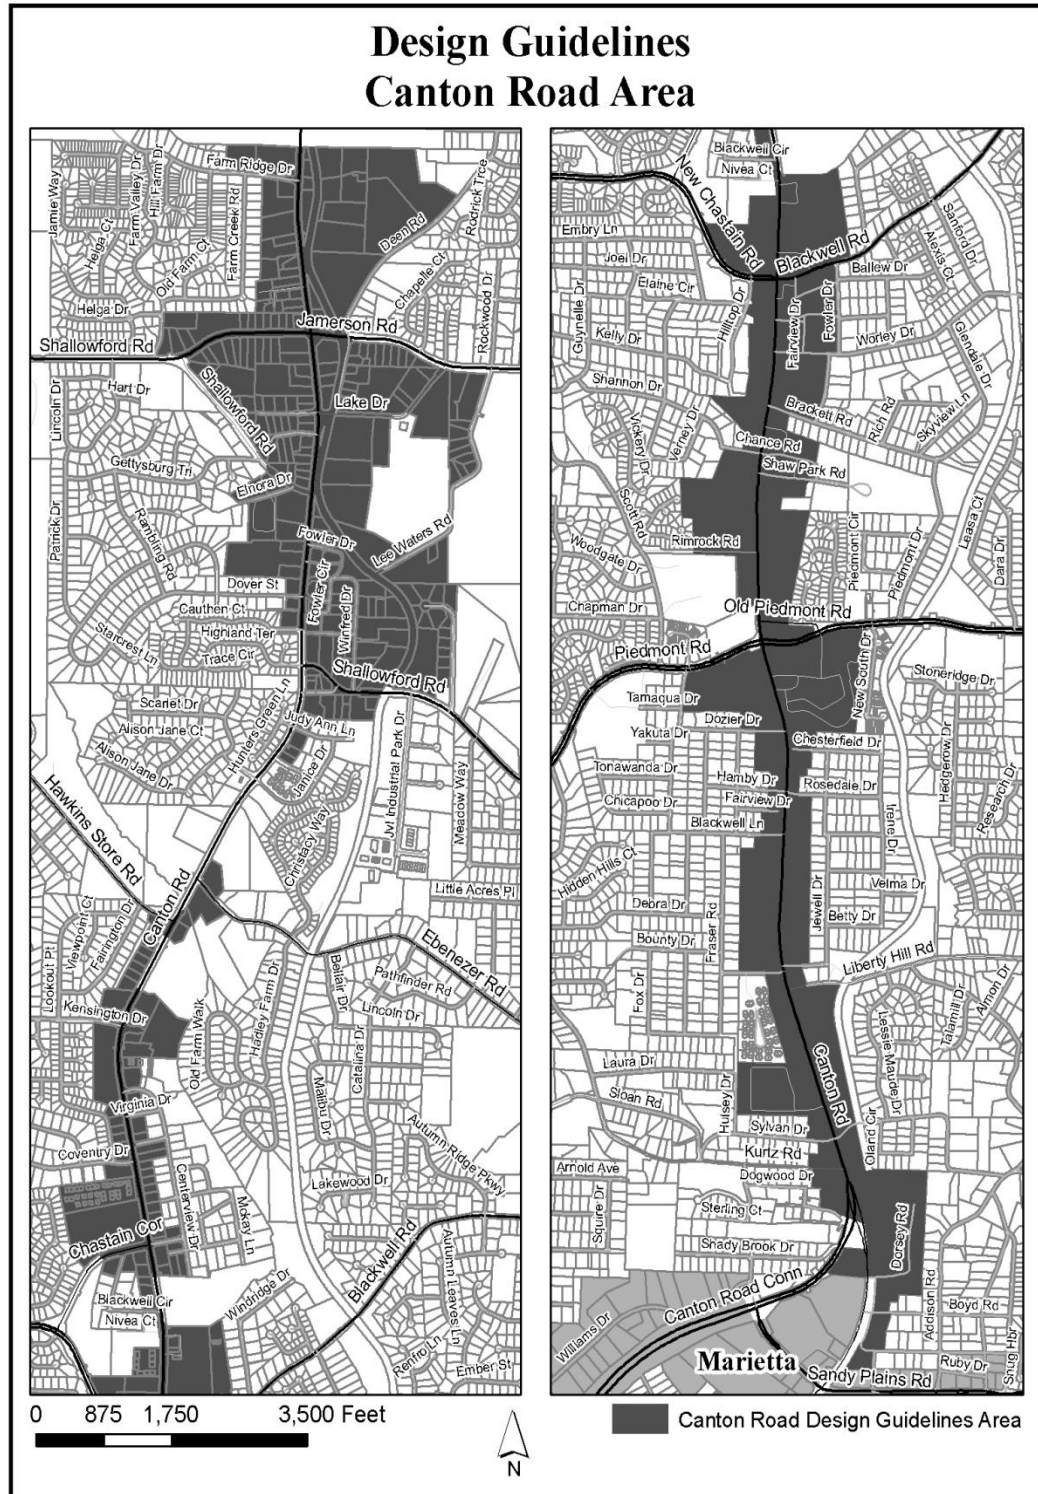 Design Guidelines
Canton Road Area
Jamie Way
Helga Ct
Farm Valley Dr
Hill Farm Dr
Old Farm Ct
Farm Creek Rd
Farm Ridge Dr
Deen Rd
Rodrick Trce
Chapelle Ct
Rockwood Dr
Helga Dr
Shallowford Rd
Jamerson Rd
Lincoln Dr
Hart Dr
Shallowford Rd
Lake Dr
Gettysburg Trl
Elnora Dr
Patrick Dr
Rambling Rd
Fowler Dr
Lee Waters Rd
Dover St
Fowler Cir
Cauthen Ct
Winfred Dr
Highland Ter
Starcrest Ln
Trace Cir
Shallowford Rd
Scarlet Dr
Hunters Green Ln
Judy Ann Ln
Alison Jane Ct
Alison Jane Dr
Janice Dr
Jvl Industrial Park Dr
Meadow Way
Hawkins Store Rd
Christacy Way
Canton Rd
Little Acres Pl
Viewpoint Ct
Fairington Dr
Lookout Pt
Ebenezer Rd
Bellair Dr
Pathfinder Rd
Kensington Dr
Old Farm Walk
Hadley Farm Dr
Lincoln Dr
Catalina Dr
Malibu Dr
Virginia Dr
Coventry Dr
Autumn Ridge Pkwy
Centerview Dr
Mckay Ln
Lakewood Dr
Chastain Cor
Blackwell Rd
Autumn Leaves Ln
Blackwell Cir
Nivea Ct
Windridge Dr
Renfro Ln
Ember St
Blackwell Cir
Nivea Ct
New Chastain Rd
Embry Ln
Joel Dr
Elaine Cir
Blackwell Rd
Ballew Dr
Alexis Ct
Sanford Dr
Guynelle Dr
Kelly Dr
Hilltop Dr
Fairview Dr
Fowler Dr
Worley Dr
Glendale Dr
Shannon Dr
Vickery Dr
Verney Dr
Brackett Rd
Rich Rd
Skyview Ln
Chance Rd
Shaw Park Rd
Scott Rd
Rimrock Rd
Piedmont Cir
Piedmont Dr
Leasa Ct
Dara Dr
Woodgate Dr
Chapman Dr
Old Piedmont Rd
Piedmont Rd
New South Dr
Stoneridge Dr
Tamaqua Dr
Dozier Dr
Yakuta Dr
Chesterfield Dr
Tonawanda Dr
Hamby Dr
Rosedale Dr
Hedgerow Dr
Research Dr
Chicapoo Dr
Fairview Dr
Blackwell Ln
Irene Dr
Hidden Hills Ct
Velma Dr
Debra Dr
Jewell Dr
Betty Dr
Fraser Rd
Bounty Dr
Liberty Hill Rd
Fox Dr
Talamill Dr
Arnon Dr
Lessie Maude Dr
Laura Dr
Canton Rd
Sloan Rd
Hulsey Dr
Sylvan Dr
Oland Cir
Kurtz Rd
Arnold Ave
Dogwood Dr
Squire Dr
Sterling Ct
Dorsey Rd
Shady Brook Dr
Canton Road Conn
Addison Rd
Boyd Rd
Williams Dr
Snug Hbr
Marietta
Ruby Dr
Sandy Plains Rd
0 875 1,750 3,500 Feet
N
Canton Road Design Guidelines Area